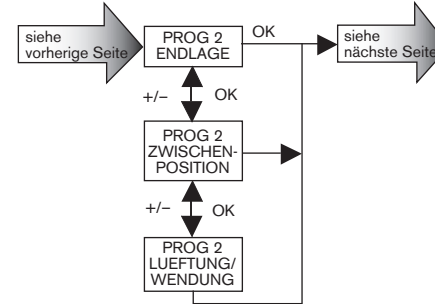 siehe
vorherige Seite
PROG 2
ENDLAGE
OK
siehe
nächste Seite
+/– OK
PROG 2
ZWISCHEN-
POSITION
+/– OK
PROG 2
LUEFTUNG/
WENDUNG